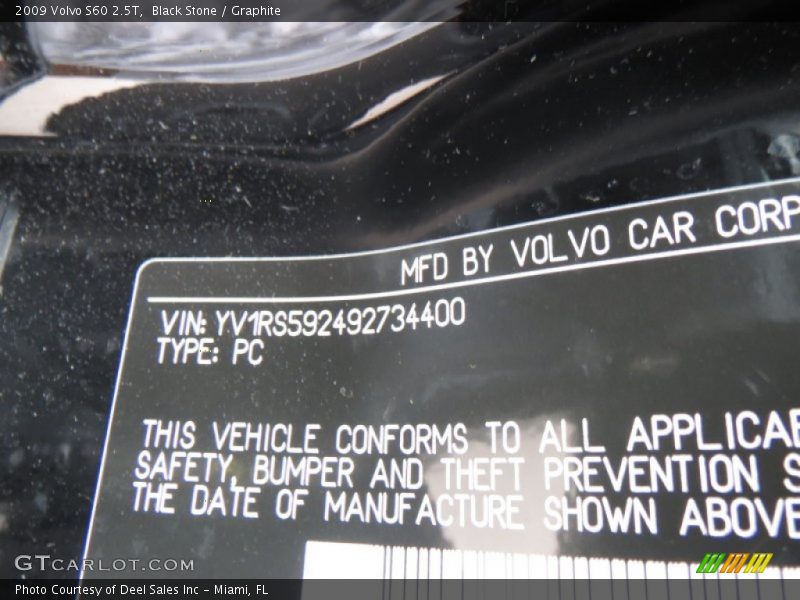 2009 Volvo S60 2.5T, Black Stone / Graphite
MFD BY VOLVO CAR CORP
VIN: YV1RS592492734400
TYPE: PC
THIS VEHICLE CONFORMS TO ALL APPLICAB
SAFETY, BUMPER AND THEFT PREVENTION S
THE DATE OF MANUFACTURE SHOWN ABOVE
GTCARLOT.COM
Photo Courtesy of Deel Sales Inc - Miami, FL